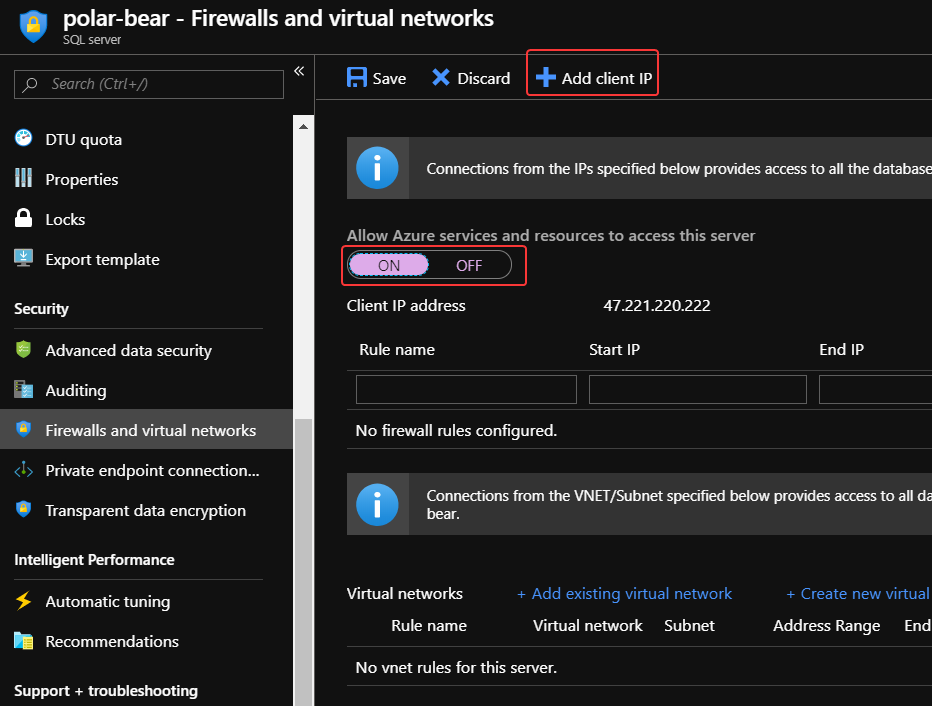 polar-bear - Firewalls and virtual networks
SQL server
Search (Ctrl+/)
«
DTU quota
Properties
Locks
Export template
Security
Advanced data security
Auditing
Firewalls and virtual networks
Private endpoint connection...
Transparent data encryption
Intelligent Performance
Automatic tuning
Recommendations
Support + troubleshooting
Save Discard + Add client IP
Connections from the IPs specified below provides access to all the database
Allow Azure services and resources to access this server
ON OFF
Client IP address 47.221.220.222
Rule name Start IP End IP
No firewall rules configured.
Connections from the VNET/Subnet specified below provides access to all da
bear.
Virtual networks + Add existing virtual network + Create new virtual
Rule name Virtual network Subnet Address Range End
No vnet rules for this server.